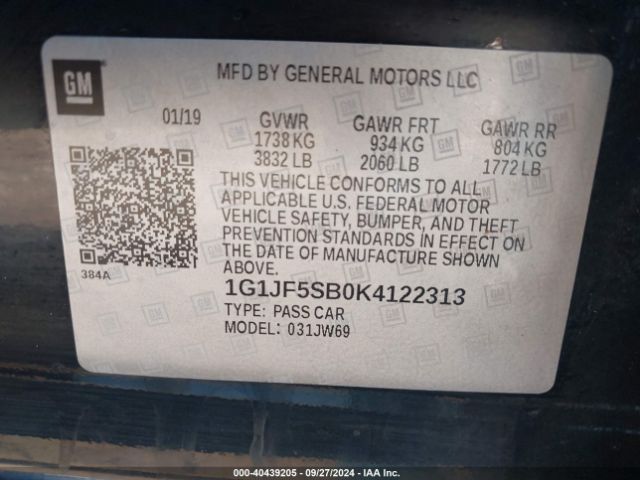 GM
MFD BY GENERAL MOTORS LLC
01/19 GVWR GAWR FRT GAWR RR
1738 KG 934 KG 804 KG
3832 LB 2060 LB 1772 LB
THIS VEHICLE CONFORMS TO ALL
APPLICABLE U.S. FEDERAL MOTOR
VEHICLE SAFETY, BUMPER, AND THEFT
PREVENTION STANDARDS IN EFFECT ON
THE DATE OF MANUFACTURE SHOWN
ABOVE.
384A
1G1JF5SB0K4122313
TYPE: PASS CAR
MODEL: 031JW69
000-40439205 - 09/27/2024 - IAA Inc.